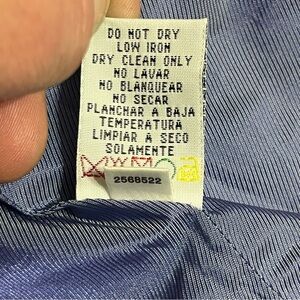 DO NOT DRY
LOW IRON
DRY CLEAN ONLY
NO LAVAR
NO BLANQUEAR
NO SECAR
PLANCHAR A BAJA
TEMPERATURA
LIMPIAR A SECO
SOLAMENTE
2568522